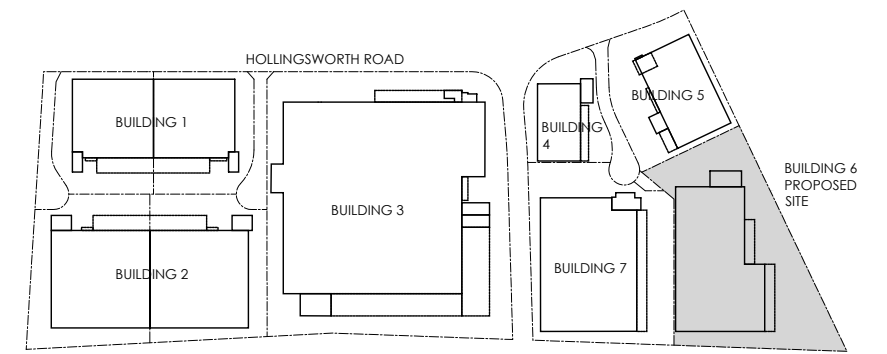 HOLLINGSWORTH ROAD
BUILDING 1
BUILDING 2
BUILDING 3
BUILDING
4
BUILDING 5
BUILDING 6
PROPOSED
SITE
BUILDING 7